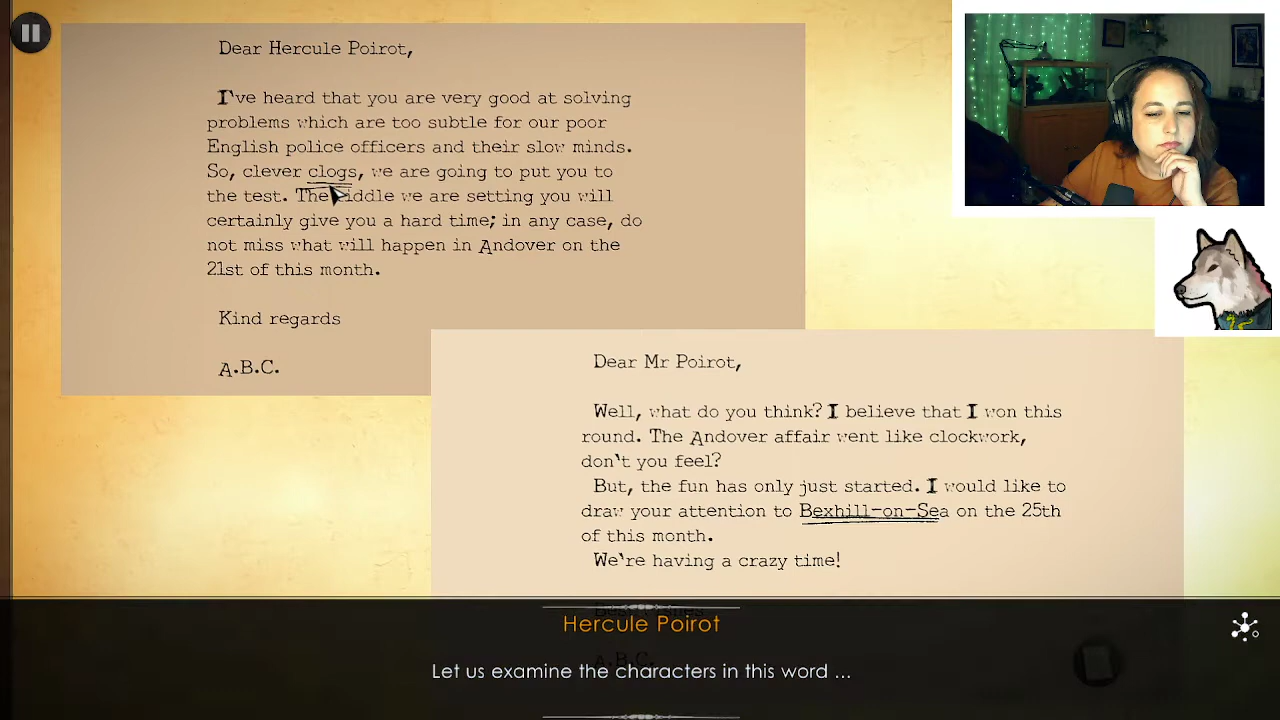 Dear Hercule Poirot,
I've heard that you are very good at solving
problems which are too subtle for our poor
English police officers and their slow minds.
So, clever clogs, we are going to put you to
the test. The riddle we are setting you will
certainly give you a hard time; in any case, do
not miss what will happen in Andover on the
21st of this month.
Kind regards
A.B.C.
Dear Mr Poirot,
Well, what do you think? I believe that I won this
round. The Andover affair went like clockwork,
don't you feel?
But, the fun has only just started. I would like to
draw your attention to Bexhill-on-Sea on the 25th
of this month.
We're having a crazy time!
A.B.C.
Hercule Poirot
Let us examine the characters in this word ...